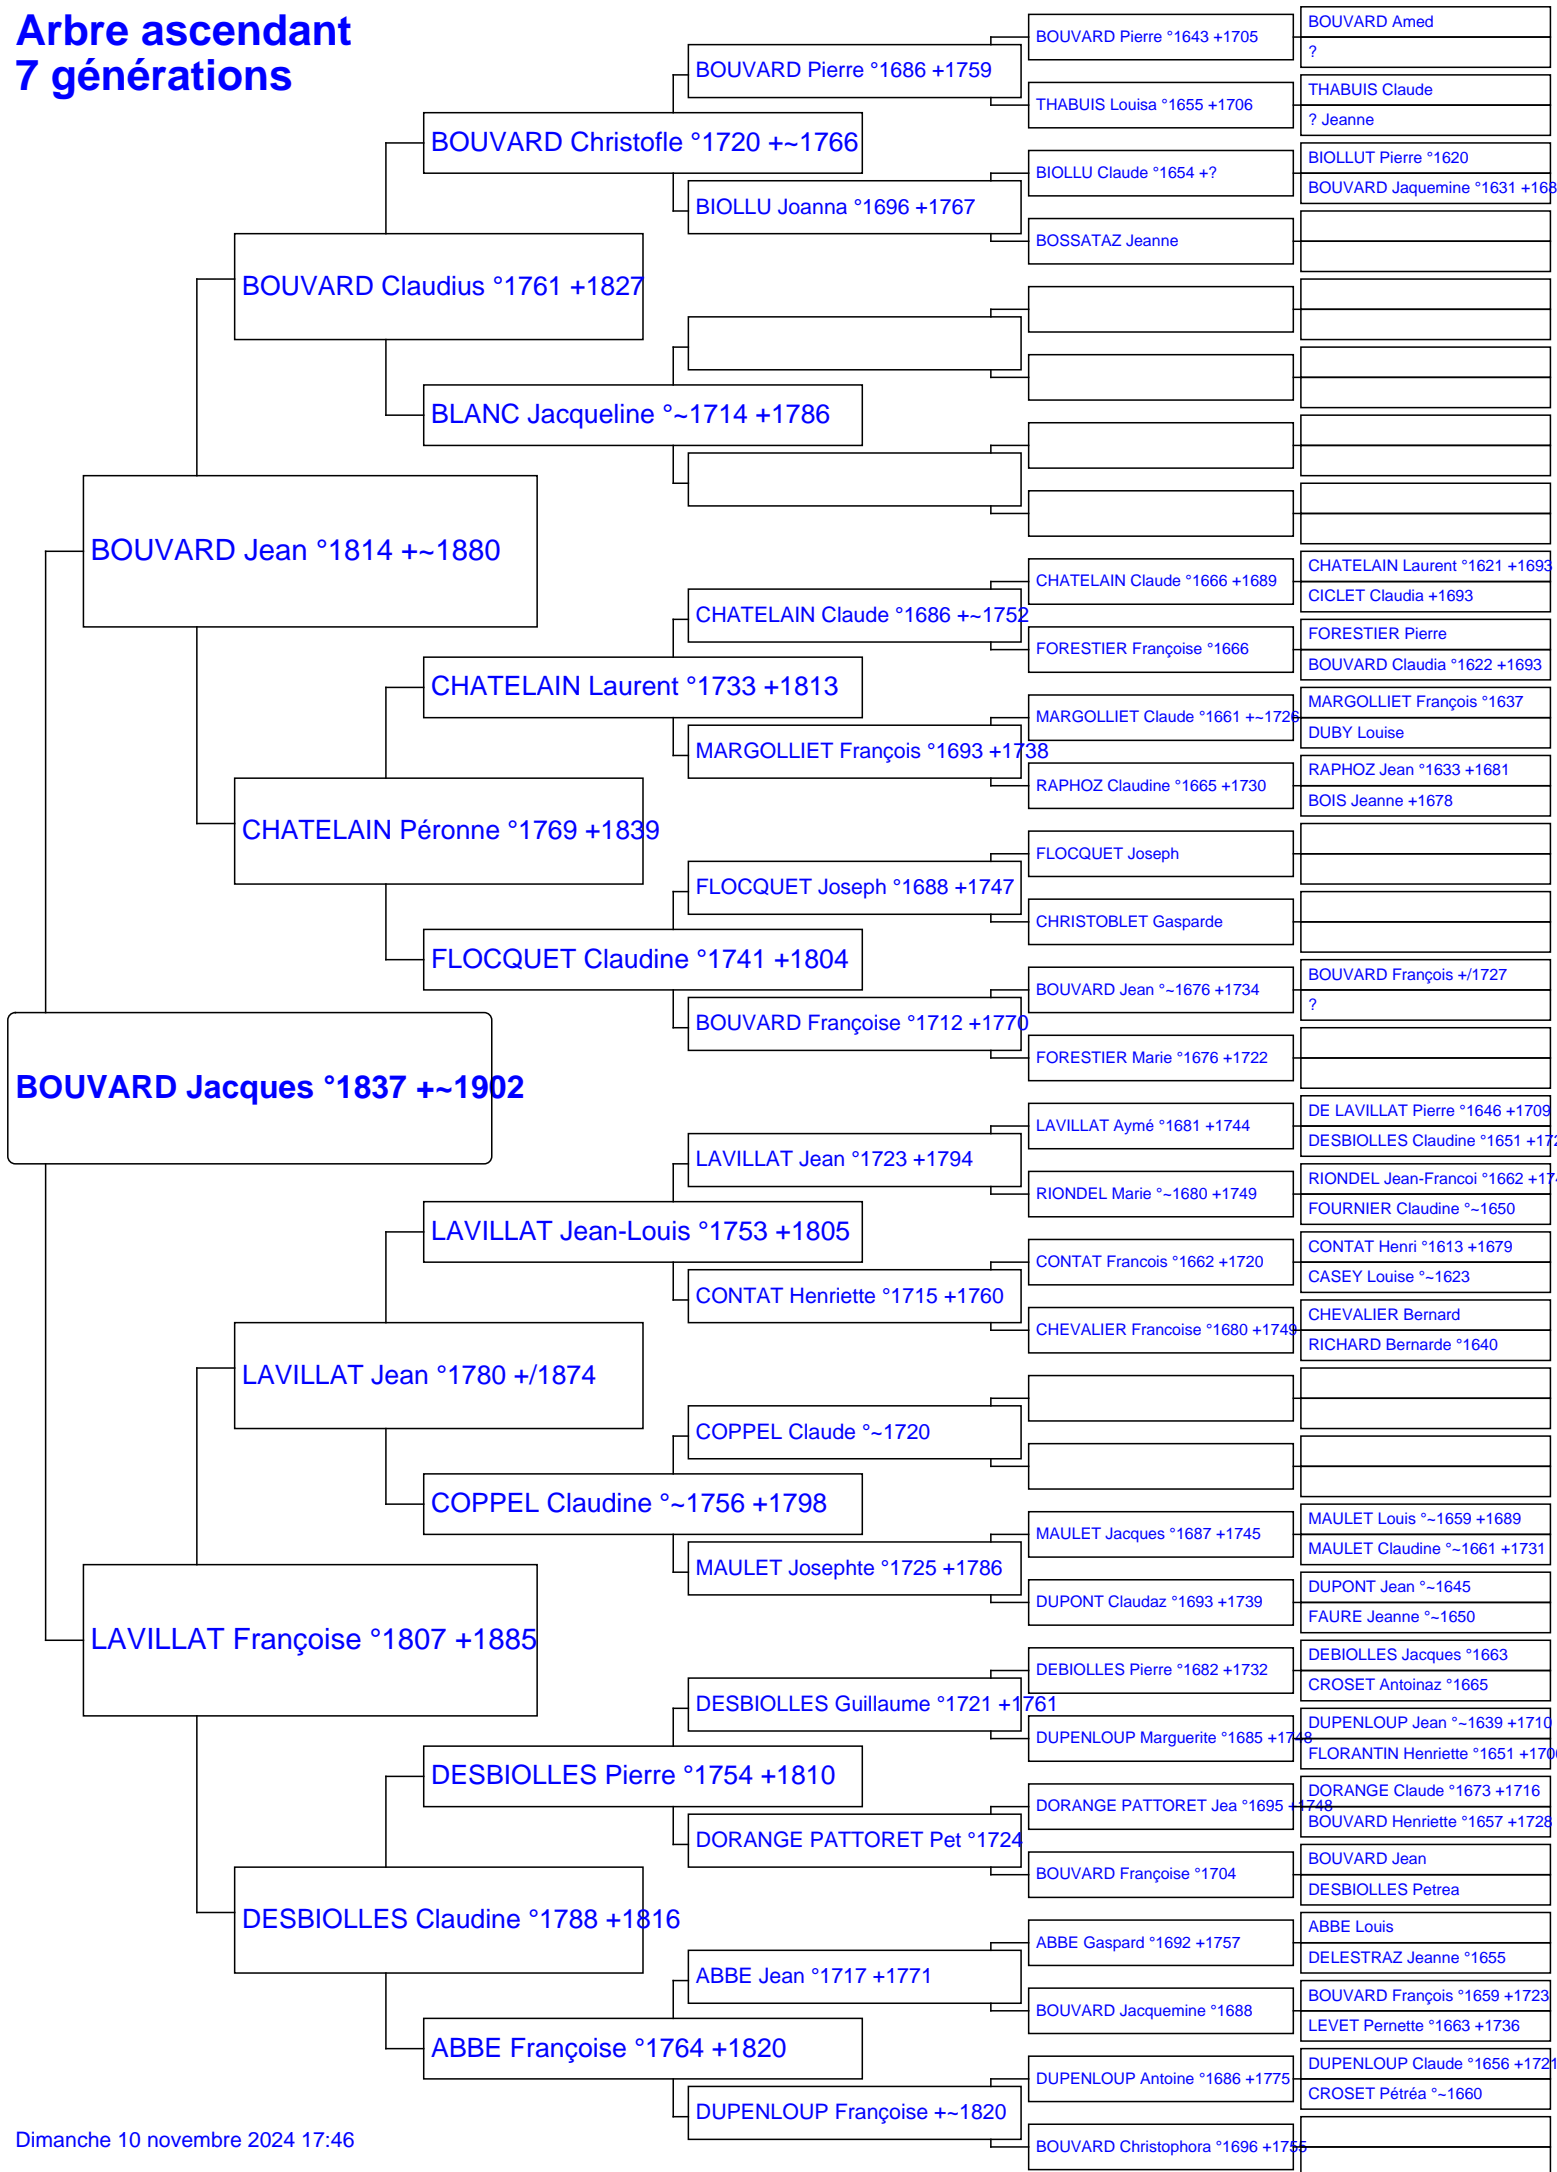 Arbre ascendant
7 générations
BOUVARD Jacques °1837 +~1902
BOUVARD Jean °1814 +~1880
LAVILLAT Françoise °1807 +1885
BOUVARD Claudius °1761 +1827
CHATELAIN Péronne °1769 +1839
LAVILLAT Jean °1780 +/1874
DESBIOLLES Claudine °1788 +1816
BOUVARD Christofle °1720 +~1766
BLANC Jacqueline °~1714 +1786
CHATELAIN Laurent °1733 +1813
FLOCQUET Claudine °1741 +1804
LAVILLAT Jean-Louis °1753 +1805
COPPEL Claudine °~1756 +1798
DESBIOLLES Pierre °1754 +1810
ABBE Françoise °1764 +1820
BOUVARD Pierre °1686 +1759
BIOLLU Joanna °1696 +1767
CHATELAIN Claude °1686 +~1752
MARGOLLIET François °1693 +1738
FLOCQUET Joseph °1688 +1747
BOUVARD Françoise °1712 +1770
LAVILLAT Jean °1723 +1794
CONTAT Henriette °1715 +1760
COPPEL Claude °~1720
MAULET Josephte °1725 +1786
DESBIOLLES Guillaume °1721 +1761
DORANGE PATTORET Pet °1724
ABBE Jean °1717 +1771
DUPENLOUP Françoise +~1820
BOUVARD Pierre °1643 +1705
THABUIS Louisa °1655 +1706
BIOLLU Claude °1654 +?
BOSSATAZ Jeanne
CHATELAIN Claude °1666 +1689
FORESTIER Françoise °1666
MARGOLLIET Claude °1661 +~1726
RAPHOZ Claudine °1665 +1730
FLOCQUET Joseph
CHRISTOBLET Gasparde
BOUVARD Jean °~1676 +1734
FORESTIER Marie °1676 +1722
LAVILLAT Aymé °1681 +1744
RIONDEL Marie °~1680 +1749
CONTAT Francois °1662 +1720
CHEVALIER Francoise °1680 +1749
MAULET Jacques °1687 +1745
DUPONT Claudaz °1693 +1739
DEBIOLLES Pierre °1682 +1732
DUPENLOUP Marguerite °1685 +1748
DORANGE PATTORET Jea °1695 +1748
BOUVARD Françoise °1704
ABBE Gaspard °1692 +1757
BOUVARD Jacquemine °1688
DUPENLOUP Antoine °1686 +1775
BOUVARD Christophora °1696 +1755
BOUVARD Amed
?
THABUIS Claude
? Jeanne
BIOLLUT Pierre °1620
BOUVARD Jaquemine °1631 +168
CHATELAIN Laurent °1621 +1693
CICLET Claudia +1693
FORESTIER Pierre
BOUVARD Claudia °1622 +1693
MARGOLLIET François °1637
DUBY Louise
RAPHOZ Jean °1633 +1681
BOIS Jeanne +1678
BOUVARD François +/1727
?
DE LAVILLAT Pierre °1646 +1709
DESBIOLLES Claudine °1651 +172
RIONDEL Jean-Francoi °1662 +174
FOURNIER Claudine °~1650
CONTAT Henri °1613 +1679
CASEY Louise °~1623
CHEVALIER Bernard
RICHARD Bernarde °1640
MAULET Louis °~1659 +1689
MAULET Claudine °~1661 +1731
DUPONT Jean °~1645
FAURE Jeanne °~1650
DEBIOLLES Jacques °1663
CROSET Antoinaz °1665
DUPENLOUP Jean °~1639 +1710
FLORANTIN Henriette °1651 +1700
DORANGE Claude °1673 +1716
BOUVARD Henriette °1657 +1728
BOUVARD Jean
DESBIOLLES Petrea
ABBE Louis
DELESTRAZ Jeanne °1655
BOUVARD François °1659 +1723
LEVET Pernette °1663 +1736
DUPENLOUP Claude °1656 +1721
CROSET Pétréa °~1660
Dimanche 10 novembre 2024 17:46